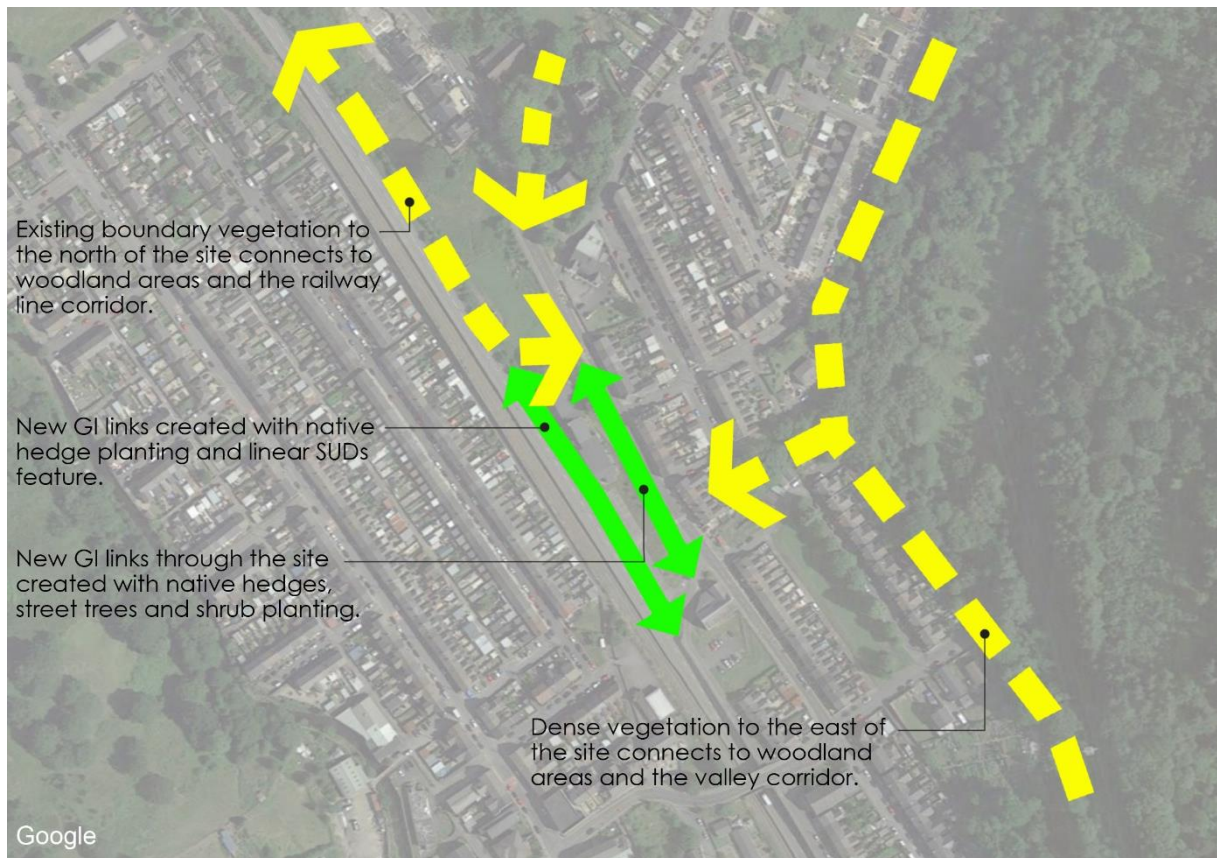 Existing boundary vegetation to
the north of the site connects to
woodland areas and the railway
line corridor.
New GI links created with native
hedge planting and linear SUDs
feature.
New GI links through the site
created with native hedges,
street trees and shrub planting.
Dense vegetation to the east of
the site connects to woodland
areas and the valley corridor.
Google